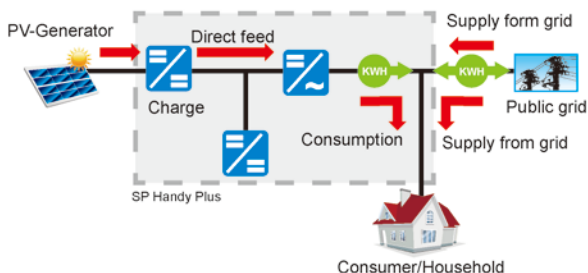 PV-Generator
Direct feed
Supply form grid
KWH
KWH
Charge
Public grid
Consumption
Supply from grid
SP Handy Plus
Consumer/Household